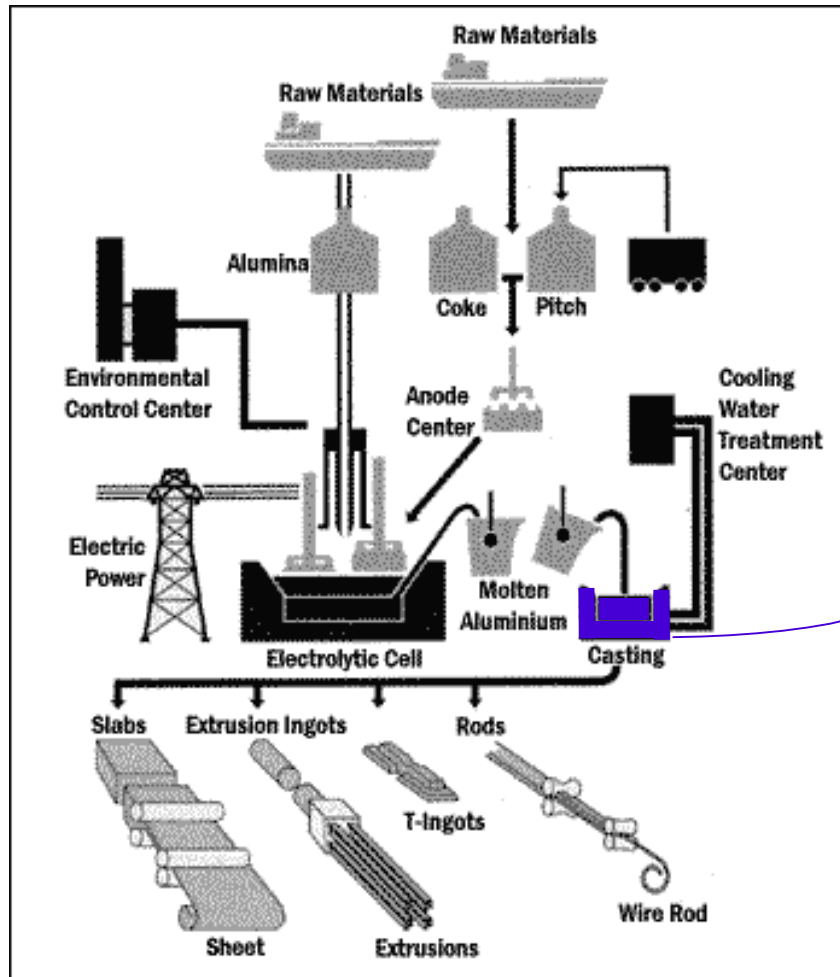 Raw Materials
Raw Materials
Alumina
Coke
Pitch
Environmental
Control Center
Anode
Center
Cooling
Water
Treatment
Center
Electric
Power
Molten
Aluminium
Electrolytic Cell
Casting
Slabs
Extrusion Ingots
Rods
T-Ingots
Wire Rod
Sheet
Extrusions